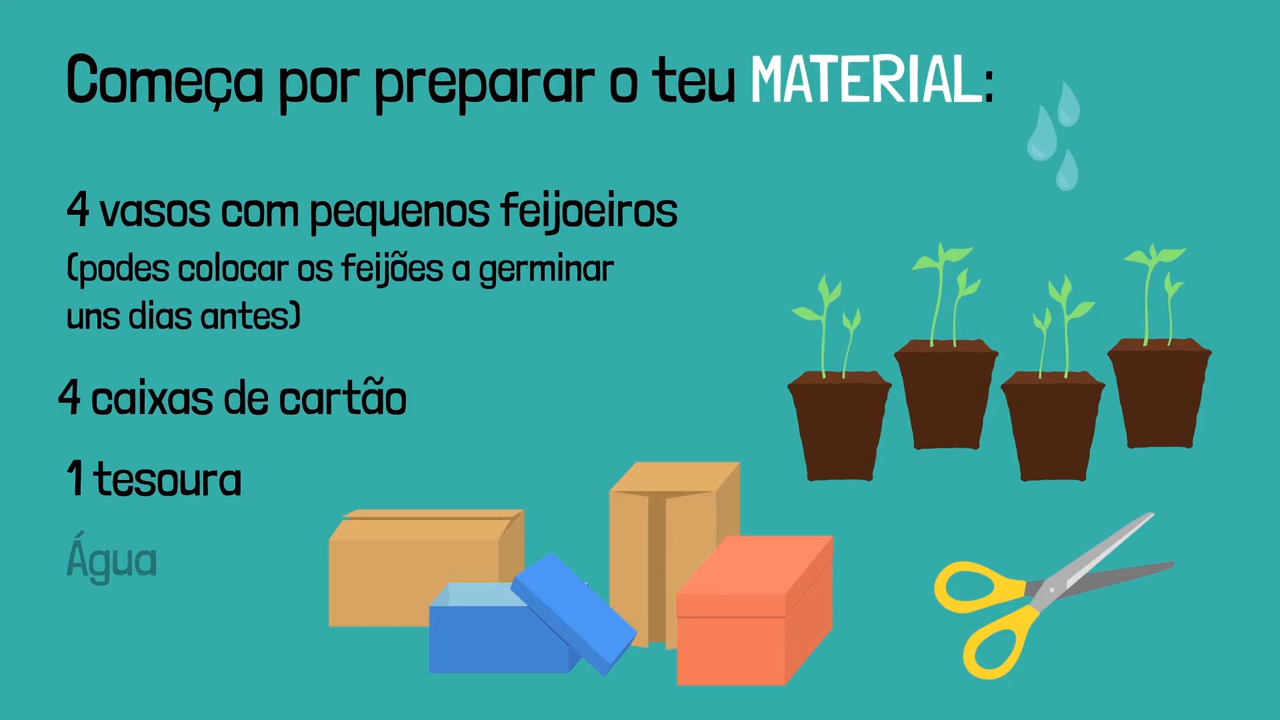 Começa por preparar o teu MATERIAL:
4 vasos com pequenos feijoeiros
(podes colocar os feijões a germinar
uns dias antes)
4 caixas de cartão
1 tesoura
Água